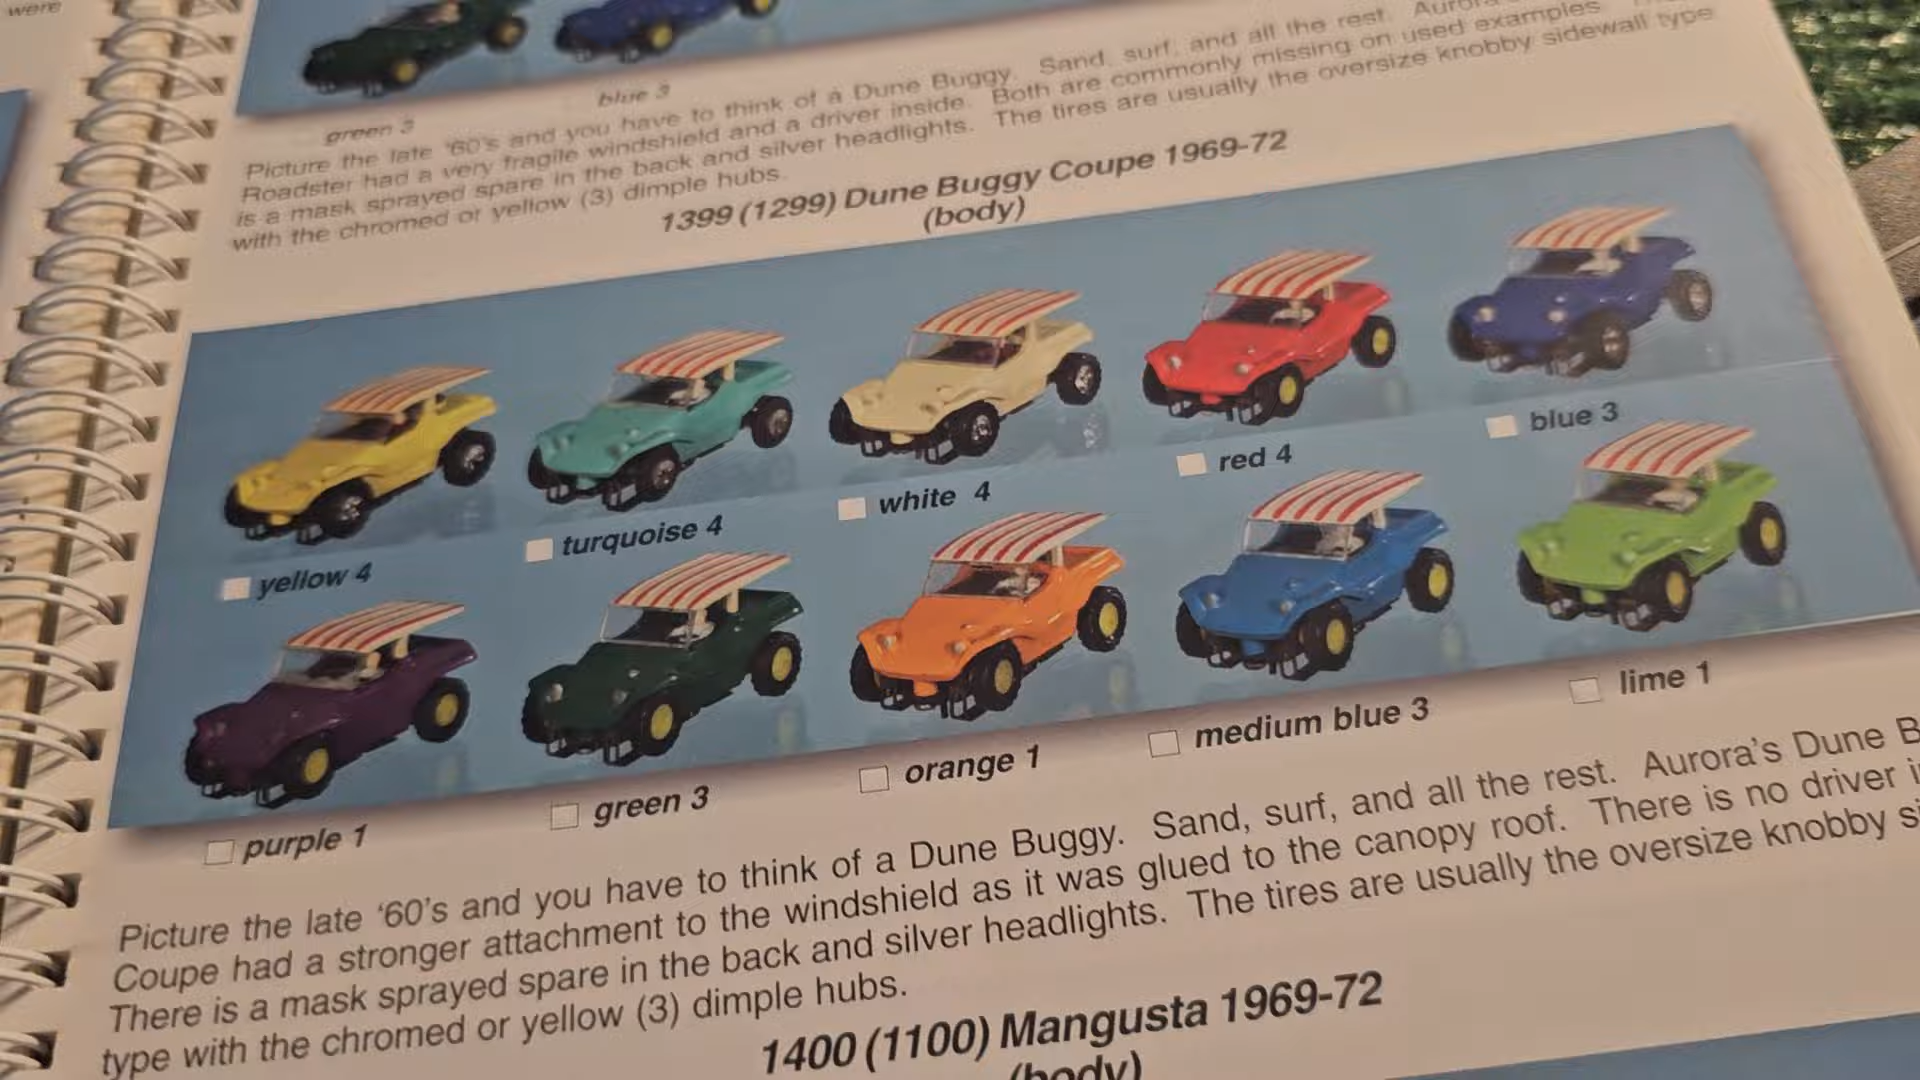 were
green 3
blue 3
Picture the late '60's and you have to think of a Dune Buggy. Sand, surf, and all the rest.
Roadster had a very fragile windshield and a driver inside. Both are commonly missing on used examples.
is a mask sprayed spare in the back and silver headlights. The tires are usually the oversize knobby sidewall type
with the chromed or yellow (3) dimple hubs.
1399 (1299) Dune Buggy Coupe 1969-72
(body)
yellow 4
turquoise 4
white 4
red 4
blue 3
purple 1
green 3
orange 1
medium blue 3
lime 1
Picture the late '60's and you have to think of a Dune Buggy. Sand, surf, and all the rest. Aurora's Dune B
Coupe had a stronger attachment to the windshield as it was glued to the canopy roof. There is no driver
There is a mask sprayed spare in the back and silver headlights. The tires are usually the oversize knobby
type with the chromed or yellow (3) dimple hubs.
1400 (1100) Mangusta 1969-72
(body)